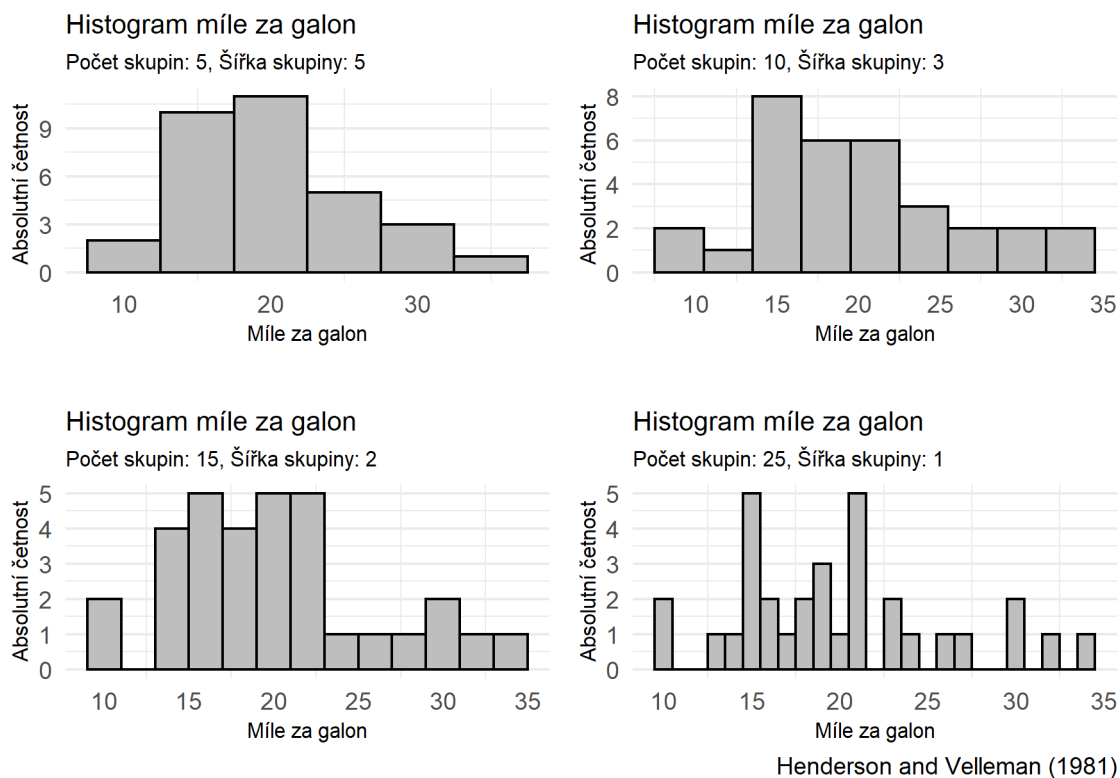 Histogram míle za galon
Počet skupin: 5, Šířka skupiny: 5
Absolutní četnost
9
6
3
0
10 20 30
Míle za galon
Histogram míle za galon
Počet skupin: 10, Šířka skupiny: 3
Absolutní četnost
8
6
4
2
0
10 15 20 25 30 35
Míle za galon
Histogram míle za galon
Počet skupin: 15, Šířka skupiny: 2
Absolutní četnost
5
4
3
2
1
0
10 15 20 25 30 35
Míle za galon
Histogram míle za galon
Počet skupin: 25, Šířka skupiny: 1
Absolutní četnost
5
4
3
2
1
0
10 15 20 25 30 35
Míle za galon
Henderson and Velleman (1981)